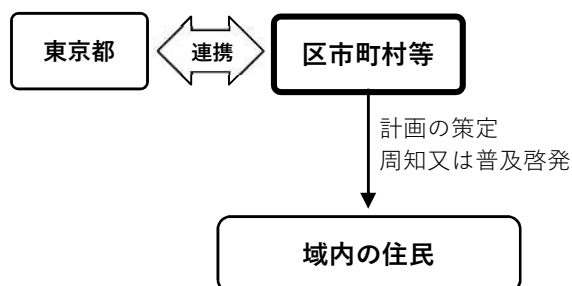 東京都
連携
区市町村等
計画の策定
周知又は普及啓発
域内の住民